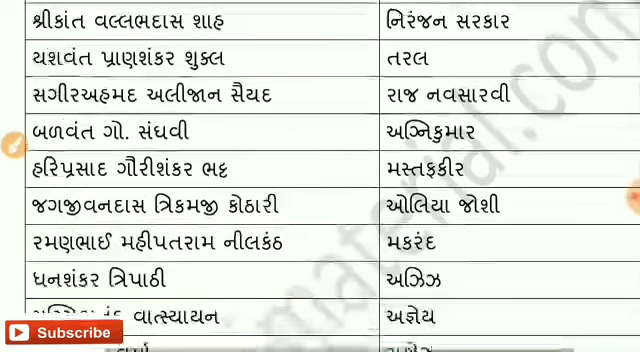 શ્રીકાંત વલ્લભદાસ શાહ નિરંજન સરકાર
યશવંત પ્રાણશંકર શુક્લ તરલ
સગીરઅહમદ અલીજાન સૈયદ રાજ નવસારવી
બળવંત ગો. સંઘવી અગ્નિકુમાર
હરિપ્રસાદ ગૌરીશંકર ભટ્ટ મસ્તફકીર
જગજીવનદાસ ત્રિકમજી કોઠારી ઓલિયા જોશી
રમણભાઈ મહીપતરામ નીલકંઠ મકરંદ
ધનશંકર ત્રિપાઠી અઝિઝ
વાત્સ્યાયન અજ્ઞેય
Subscribe